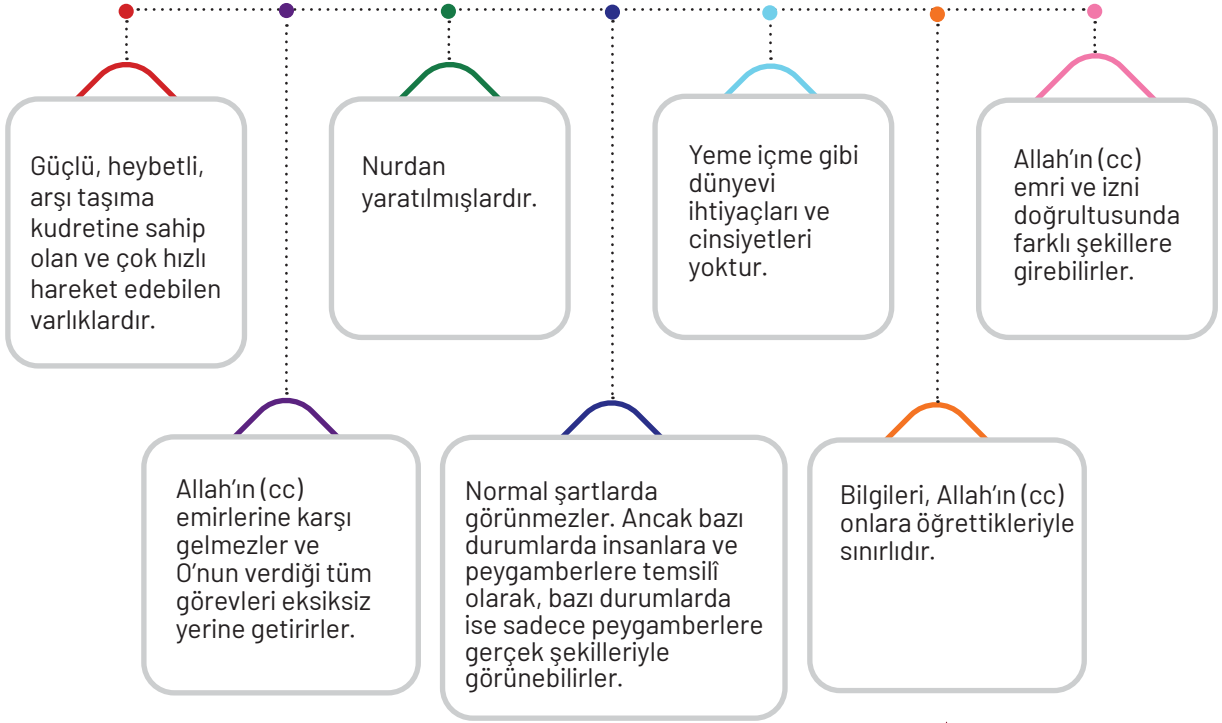 Güçlü, heybetli,
arşı taşıma
kudretine sahip
olan ve çok hızlı
hareket edebilen
varlıklardır.
Nurdan
yaratılmışlardır.
Yeme içme gibi
dünyevi
ihtiyaçları ve
cinsiyetleri
yoktur.
Allah’ın (cc)
emri ve izni
doğrultusunda
farklı şekillere
girebilirler.
Allah’ın (cc)
emirlerine karşı
gelmezler ve
O’nun verdiği tüm
görevleri eksiksiz
yerine getirirler.
Normal şartlarda
görünmezler. Ancak bazı
durumlarda insanlara ve
peygamberlere temsilî
olarak, bazı durumlarda
ise sadece peygamberlere
gerçek şekilleriyle
görünebilirler.
Bilgileri, Allah’ın (cc)
onlara öğrettikleriyle
sınırlıdır.